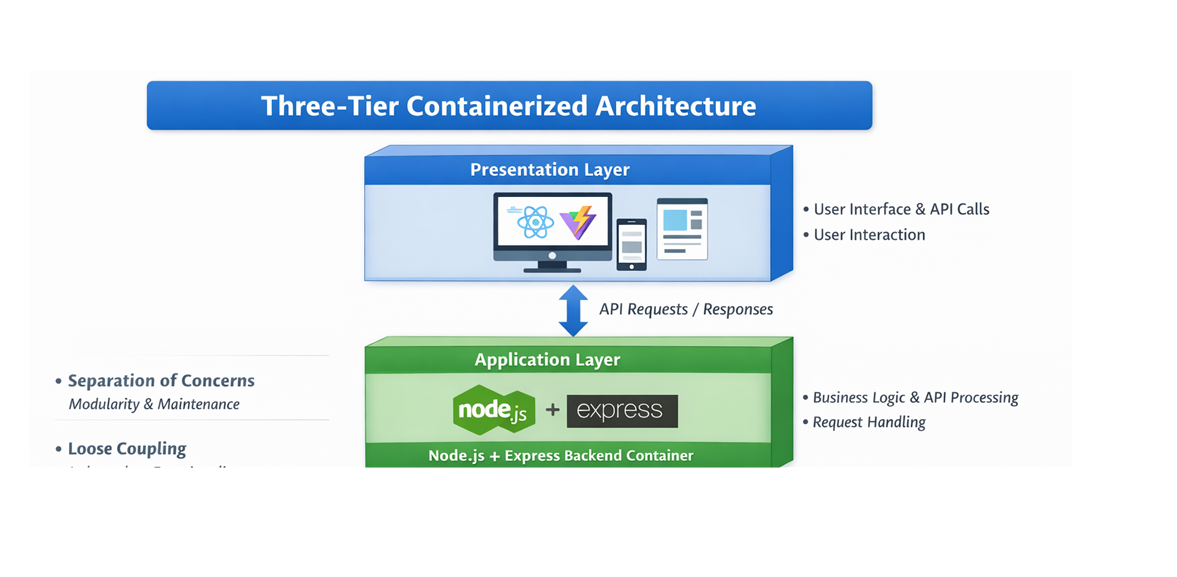 Three-Tier Containerized Architecture
Presentation Layer
• User Interface & API Calls
• User Interaction
API Requests / Responses
Application Layer
• Separation of Concerns
Modularity & Maintenance
• Loose Coupling
node.js + express
• Business Logic & API Processing
• Request Handling
Node.js + Express Backend Container